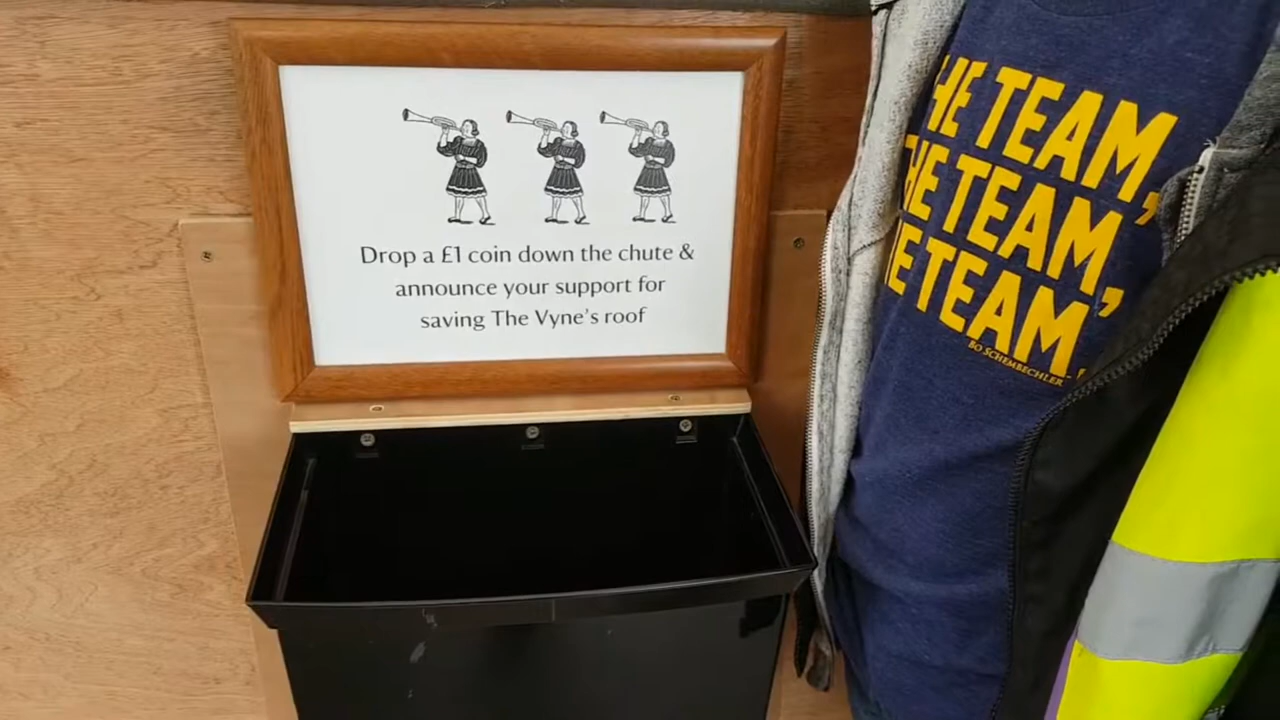 Drop a £1 coin down the chute &
announce your support for
saving The Vyne's roof
HE TEAM,
HE TEAM,
HE TEAM.
BO SCHEMBECHLER